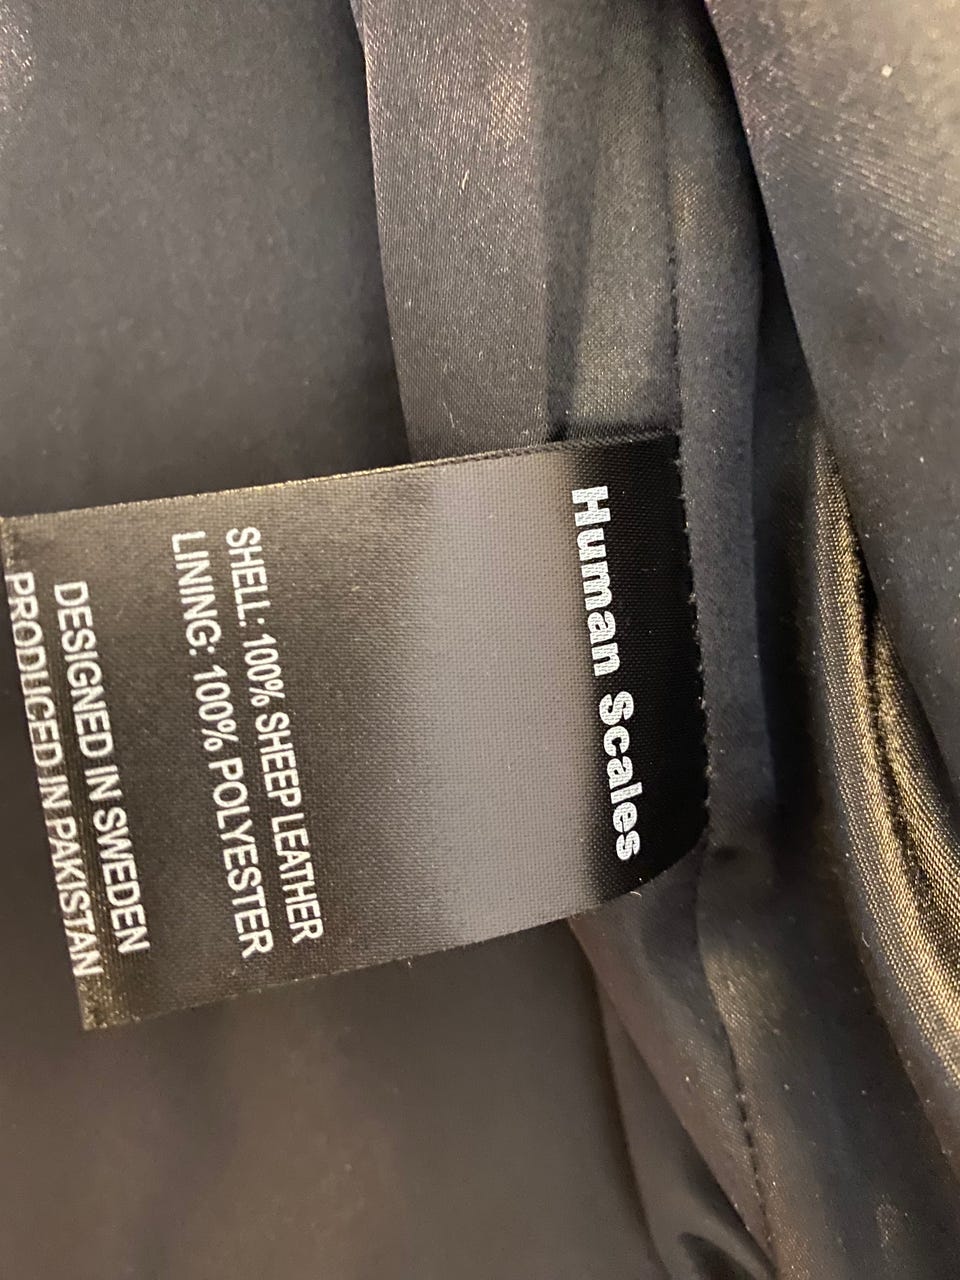 Human Scales
SHELL: 100% SHEEP LEATHER
LINING: 100% POLYESTER
DESIGNED IN SWEDEN
PRODUCED IN PAKISTAN